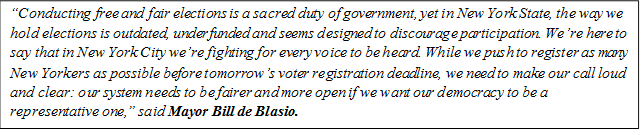 “Conducting free and fair elections is a sacred duty of government, yet in New York State, the way we
hold elections is outdated, underfunded and seems designed to discourage participation. We’re here to
say that in New York City we’re fighting for every voice to be heard. While we push to register as many
New Yorkers as possible before tomorrow’s voter registration deadline, we need to make our call loud
and clear: our system needs to be fairer and more open if we want our democracy to be a
representative one,” said Mayor Bill de Blasio.